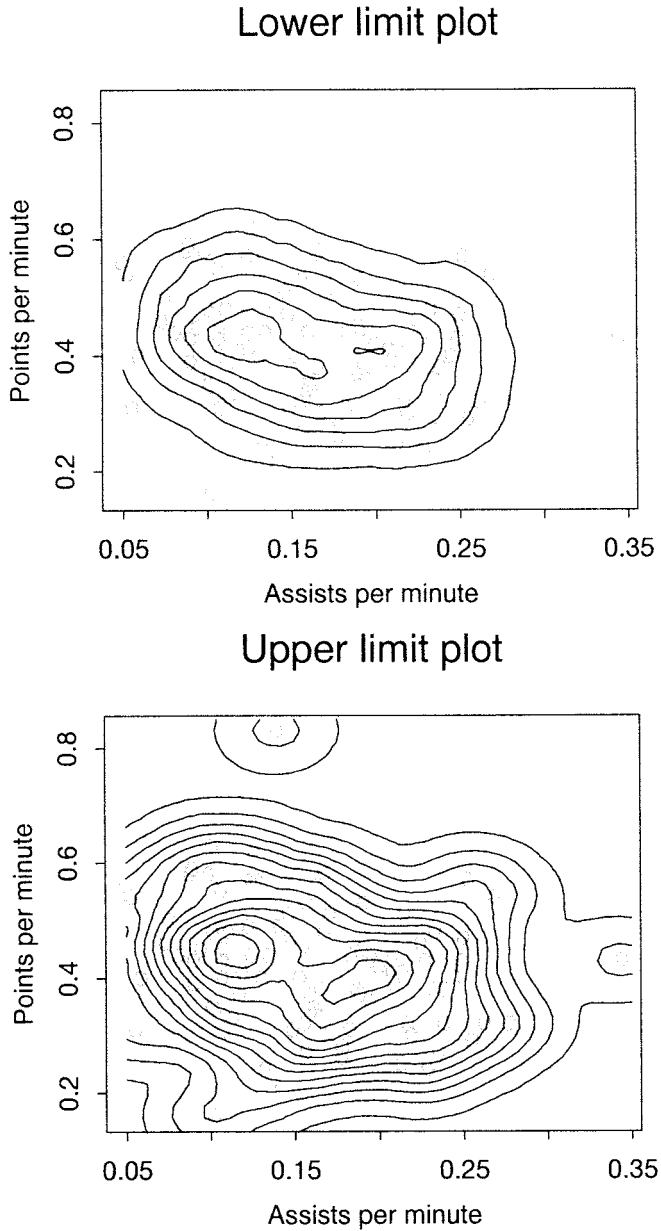 Lower limit plot
0.8
0.6
0.4
0.2
Points per minute
0.05 0.15 0.25 0.35
Assists per minute
Upper limit plot
0.8
0.6
0.4
0.2
Points per minute
0.05 0.15 0.25 0.35
Assists per minute